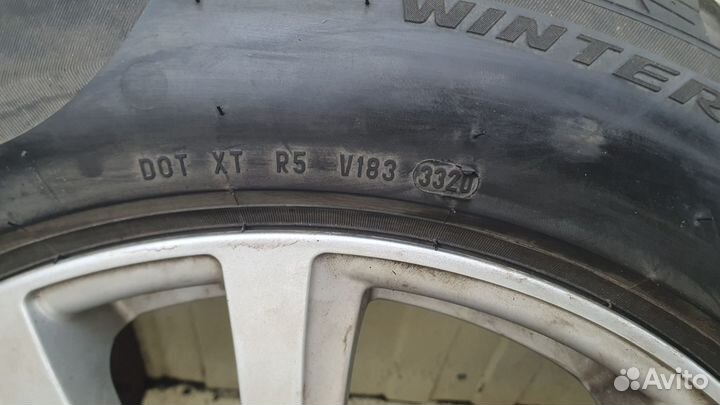 WINTER
DOT XT R5 V183 3320
Avito